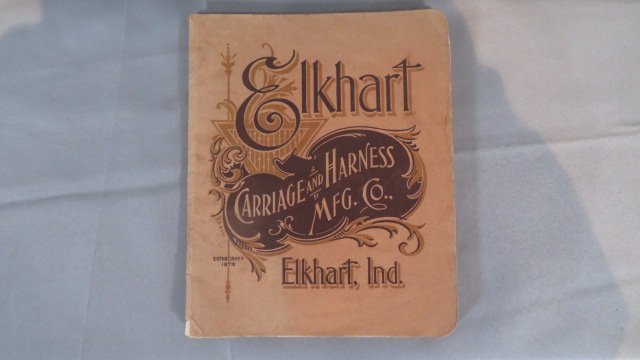 Elkhart
CARRIAGE AND HARNESS
MFG. CO.,
ESTABLISHED
1873
Elkhart, Ind.